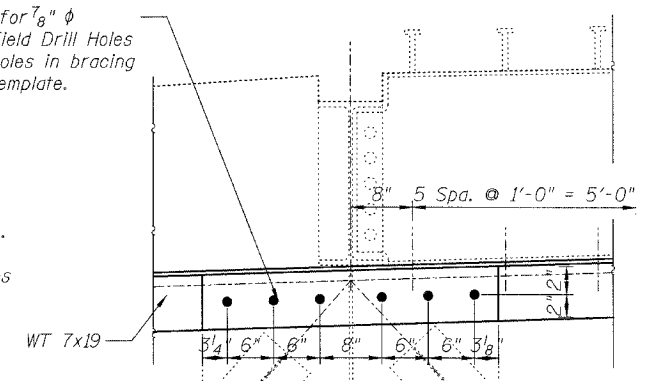 for 7/8" φ
ield Drill Holes
oles in bracing
emplate.
8" 5 Spa. @ 1'-0" = 5'-0"
.
s
2" 2"
WT 7x19
3 1/4" 6" 6" 8" 6" 6" 3 1/8"